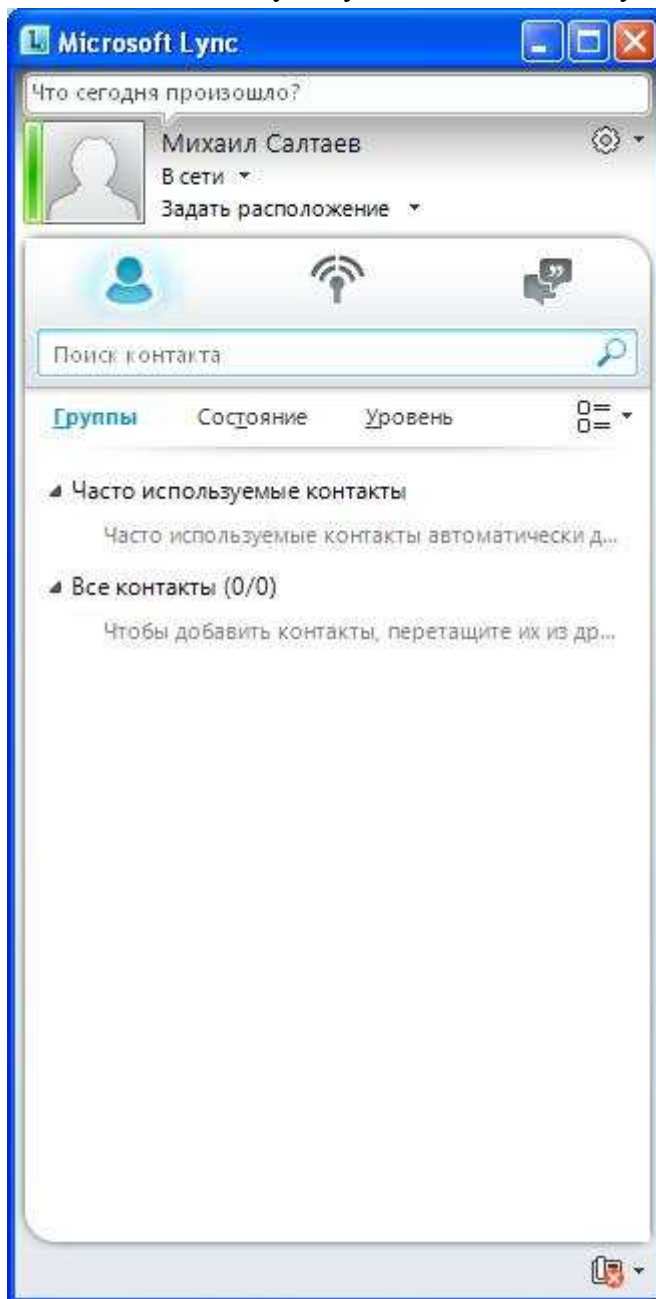 Microsoft Lync
Что сегодня произошло?
Михаил Салтаев
В сети
Задать расположение
Поиск контакта
Группы Состояние Уровень
Часто используемые контакты
Часто используемые контакты автоматически д...
Все контакты (0/0)
Чтобы добавить контакты, перетащите их из др...